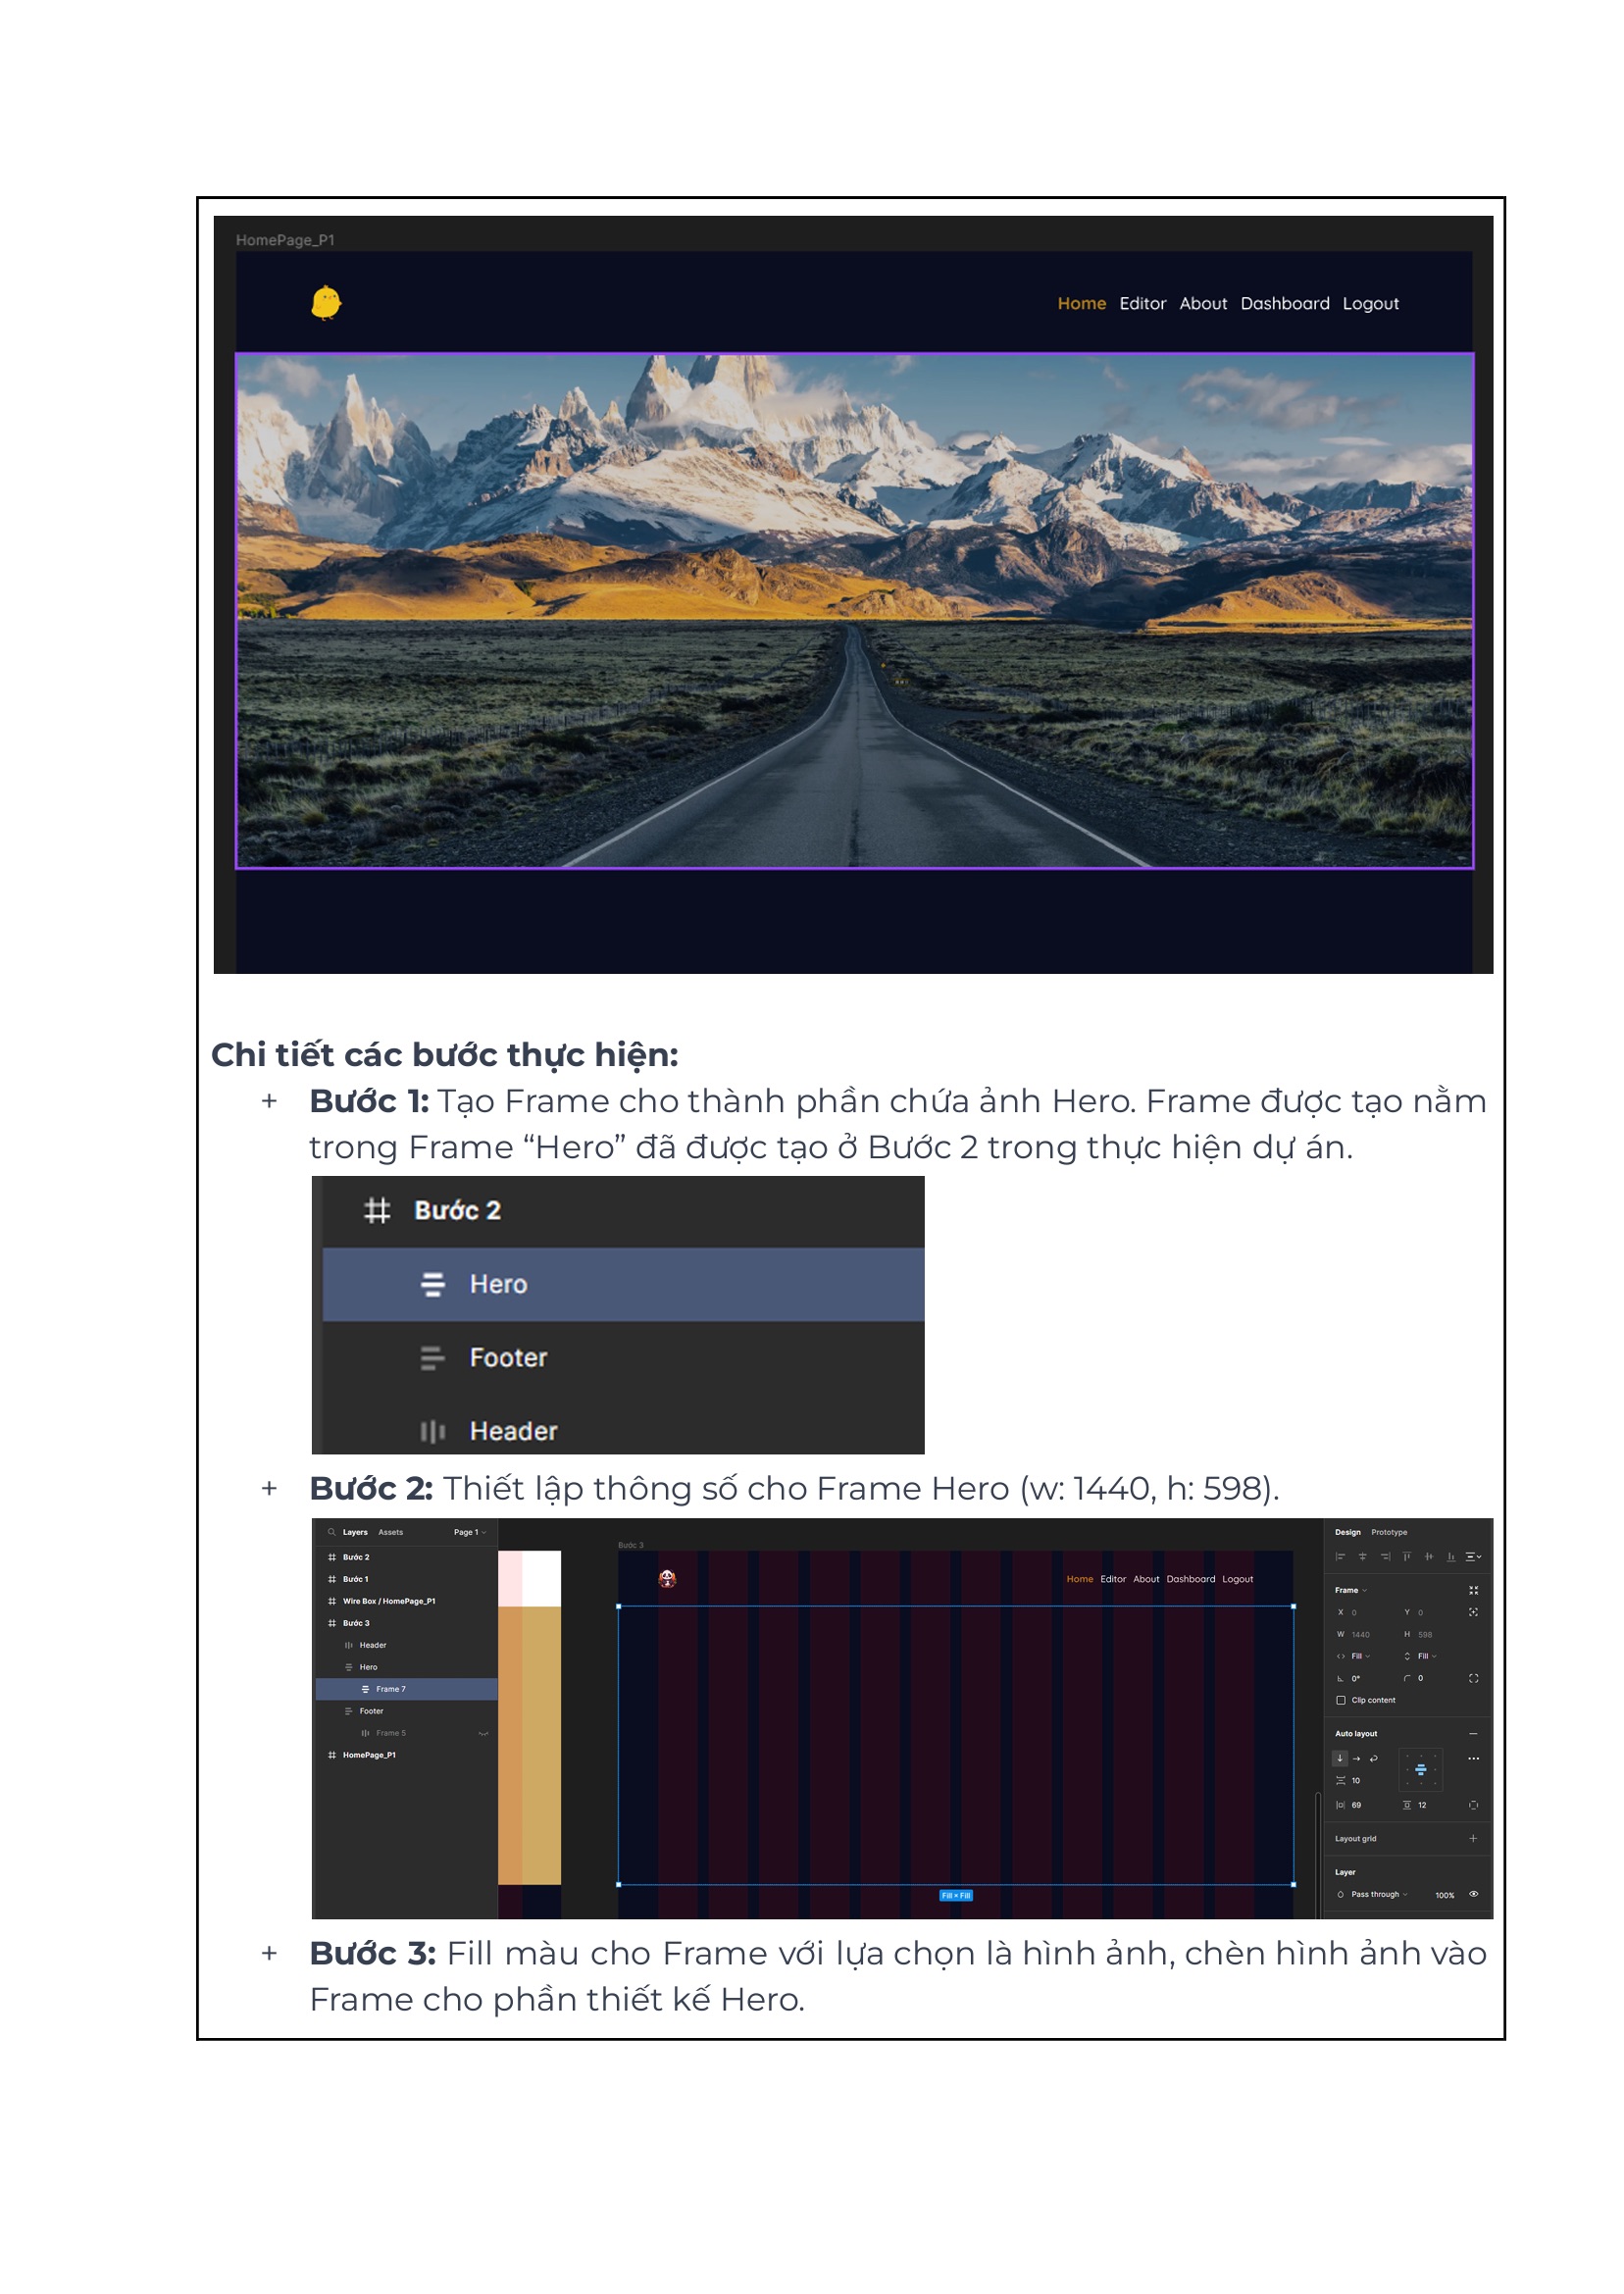 HomePage_P1
Home Editor About Dashboard Logout
Chi tiết các bước thực hiện:
+ Bước 1: Tạo Frame cho thành phần chứa ảnh Hero. Frame được tạo nằm
trong Frame “Hero” đã được tạo ở Bước 2 trong thực hiện dự án.
Bước 2
Hero
Footer
Header
+ Bước 2: Thiết lập thông số cho Frame Hero (w: 1440, h: 598).
Layers Assets Page 1
Bước 2
Bước 1
Wire Box / HomePage_P1
Bước 3
Header
Hero
Frame 7
Footer
Frame 5
HomePage_P1
Bước 3
Home Editor About Dashboard Logout
Fill × Fill
Design Prototype
Frame
X 0 Y 0
W 1440 H 598
Fill Fill
0° 0
Clip content
Auto layout
10
69 12
Layout grid
Layer
Pass through 100%
+ Bước 3: Fill màu cho Frame với lựa chọn là hình ảnh, chèn hình ảnh vào
Frame cho phần thiết kế Hero.